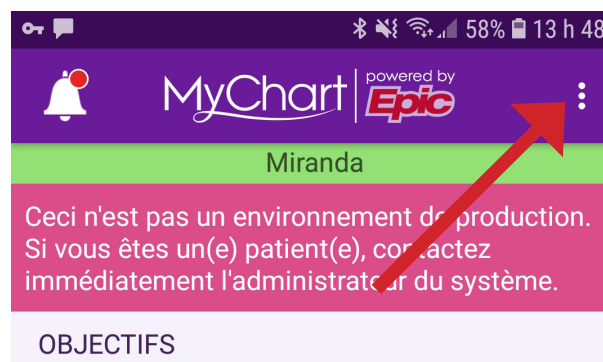 58% 13 h 48
MyChart powered by
Epic
Miranda
Ceci n'est pas un environnement de production.
Si vous êtes un(e) patient(e), contactez
immédiatement l'administrateur du système.
OBJECTIFS